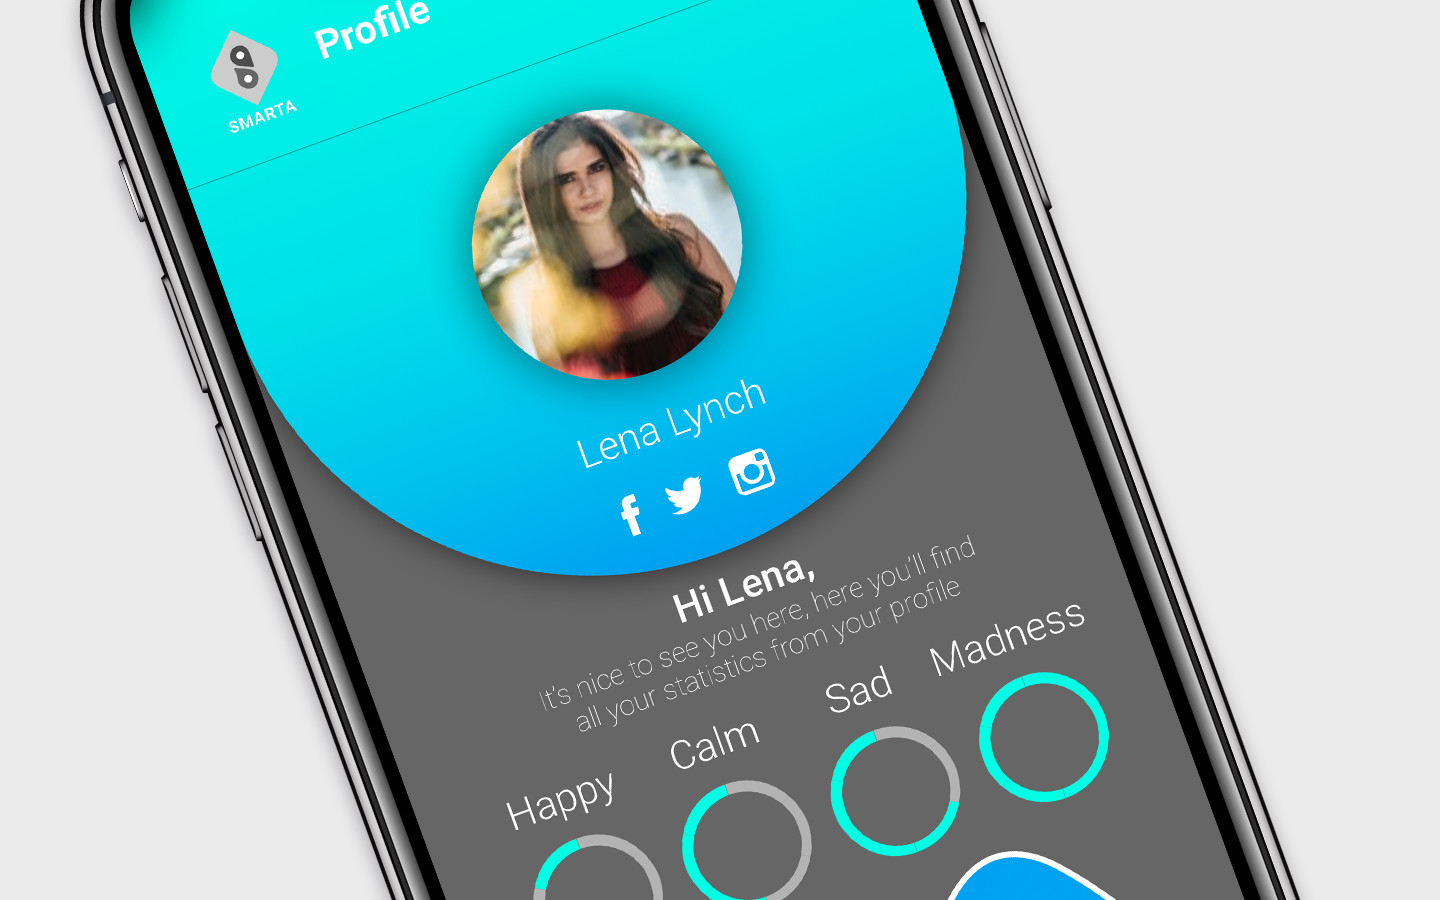 Profile
SMARTA
Lena Lynch
Hi Lena,
It's nice to see you here, here you'll find
all your statistics from your profile
Happy
Calm
Sad
Madness